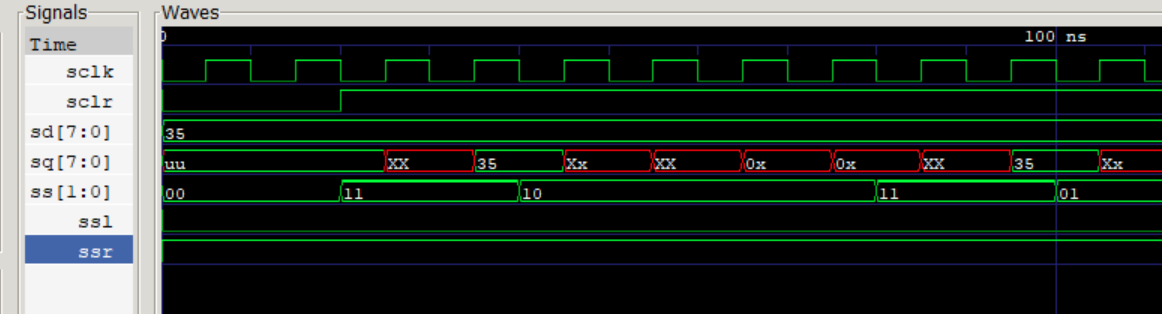 Signals Waves
Time 0 100 ns
sclk
sclr
sd[7:0] 35
sq[7:0] uu XX 35 Xx XX 0x 0x XX 35 Xx
ss[1:0] 00 11 10 11 01
ssl
ssr